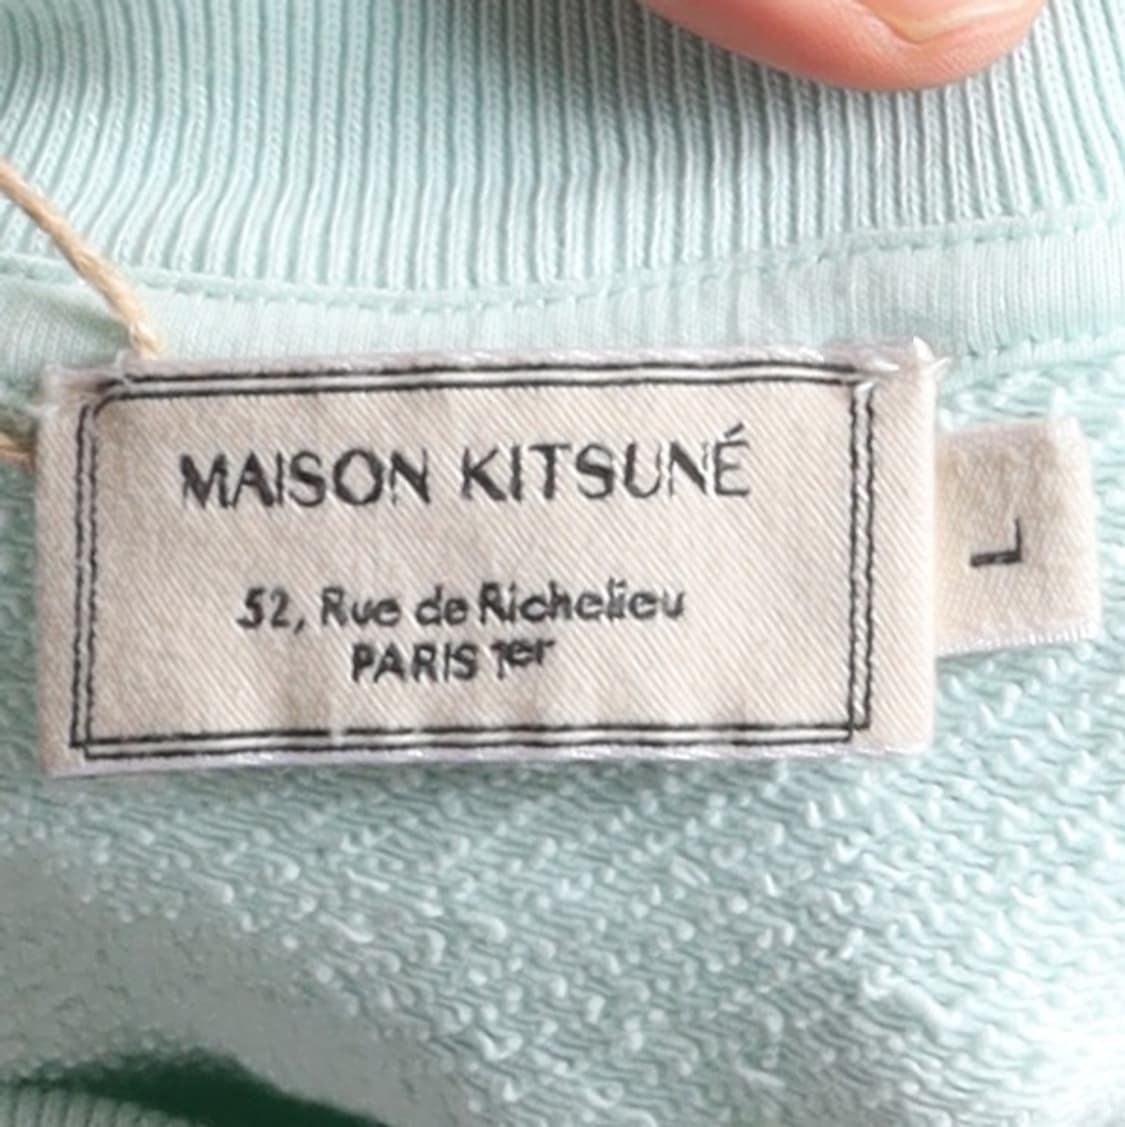 MAISON KITSUNÉ
52, Rue de Richelieu
PARIS 1er
L